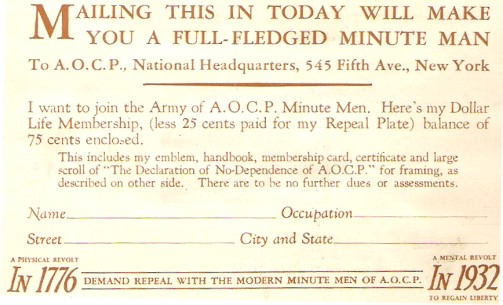 MAILING THIS IN TODAY WILL MAKE
YOU A FULL-FLEDGED MINUTE MAN
To A.O.C.P., National Headquarters, 545 Fifth Ave., New York
I want to join the Army of A.O.C.P. Minute Men. Here's my Dollar
Life Membership, (less 25 cents paid for my Repeal Plate) balance of
75 cents enclosed.
This includes my emblem, handbook, membership card, certificate and large
scroll of "The Declaration of No-Dependence of A.O.C.P." for framing, as
described on other side. There are to be no further dues or assessments.
Name Occupation
Street City and State
A PHYSICAL REVOLT
IN 1776
DEMAND REPEAL WITH THE MODERN MINUTE MEN OF A.O.C.P.
A MENTAL REVOLT
IN 1932
TO REGAIN LIBERTY